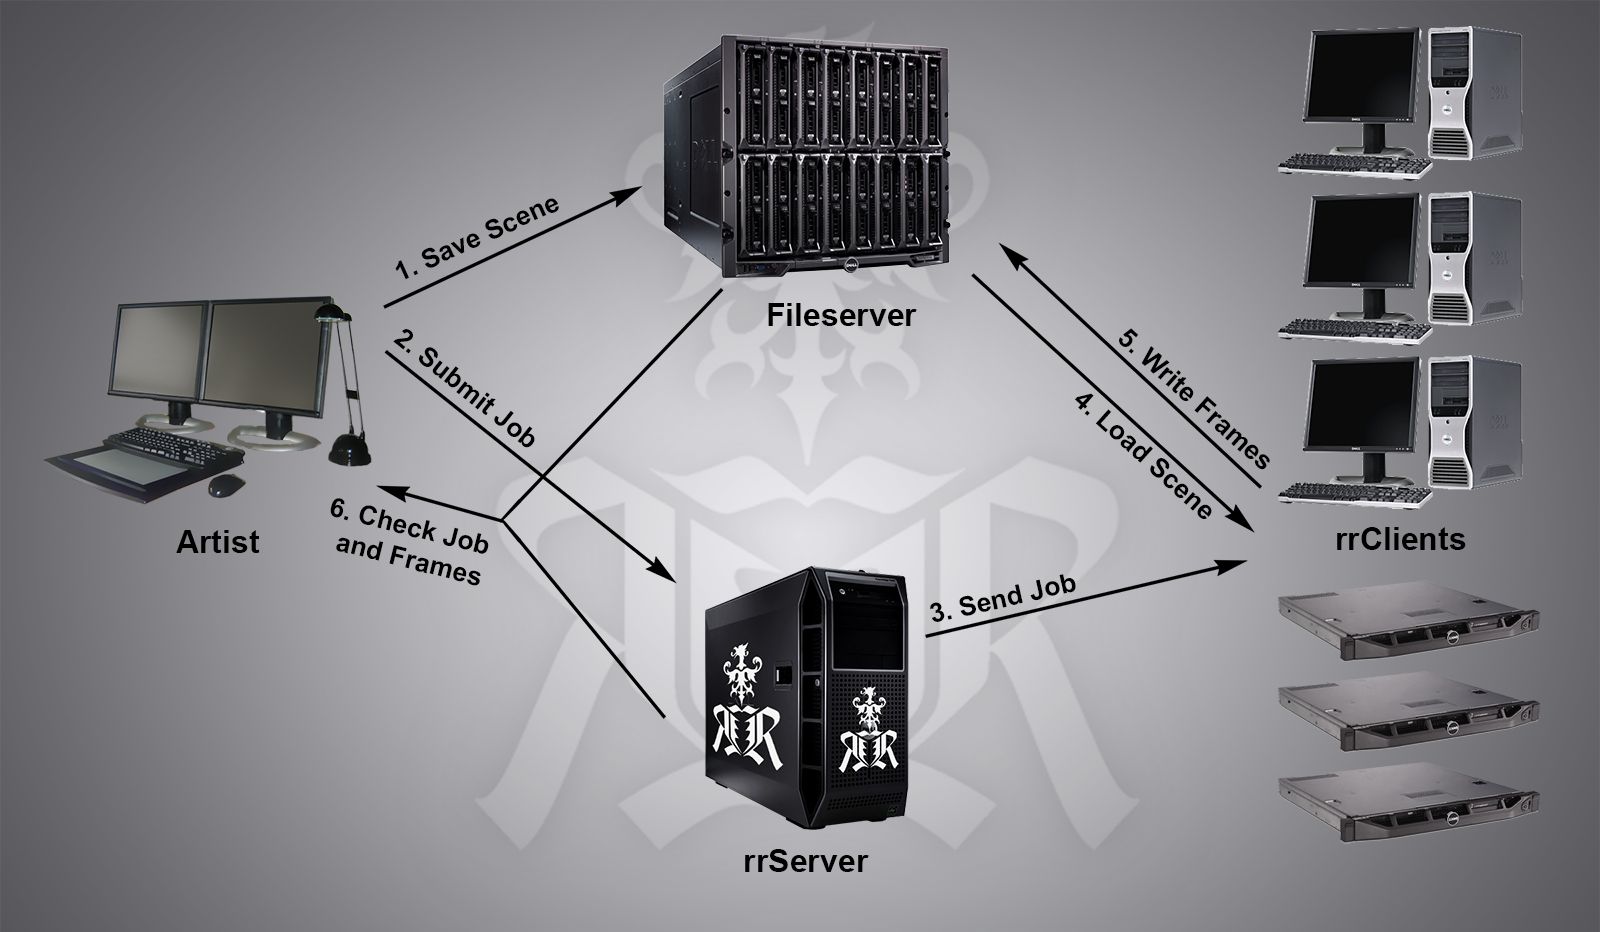 1. Save Scene
Fileserver
2. Submit Job
5. Write Frames
4. Load Scene
Artist
6. Check Job
and Frames
rrClients
3. Send Job
rrServer